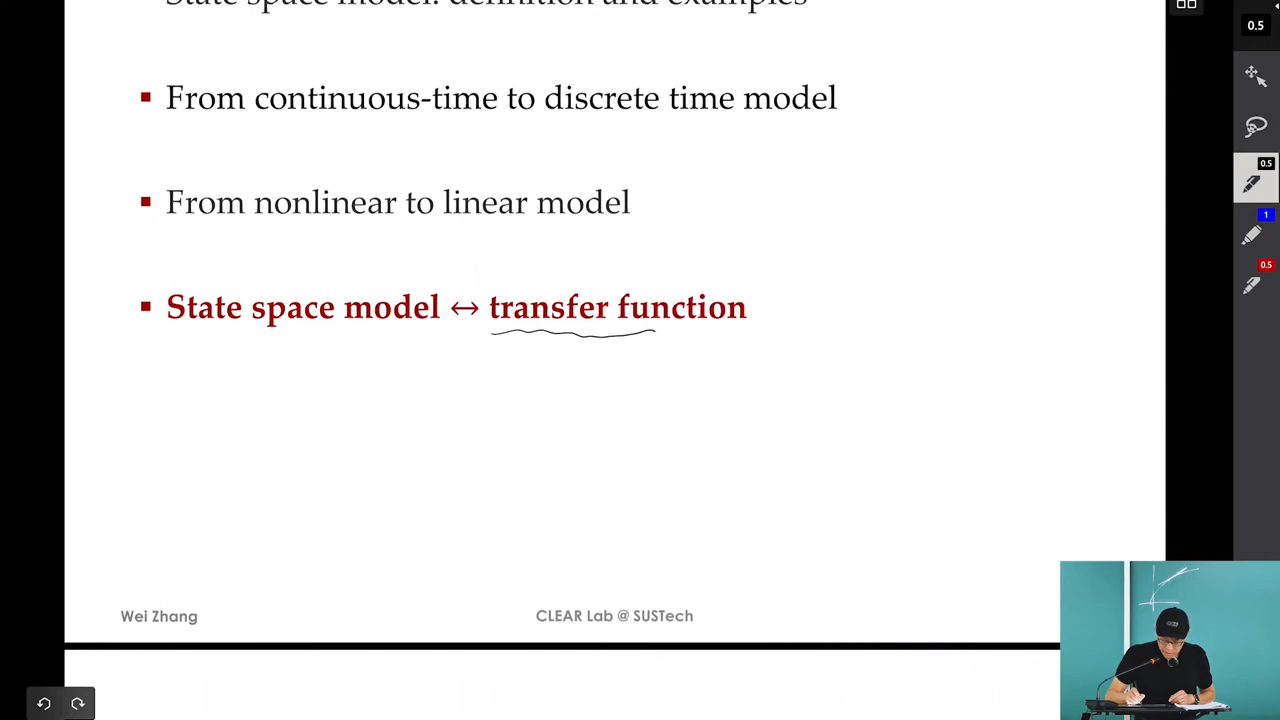 State space model: definition and examples
0.5
▪ From continuous-time to discrete time model
0.5
▪ From nonlinear to linear model
1
0.5
▪ State space model ↔ transfer function
Wei Zhang
CLEAR Lab @ SUSTech